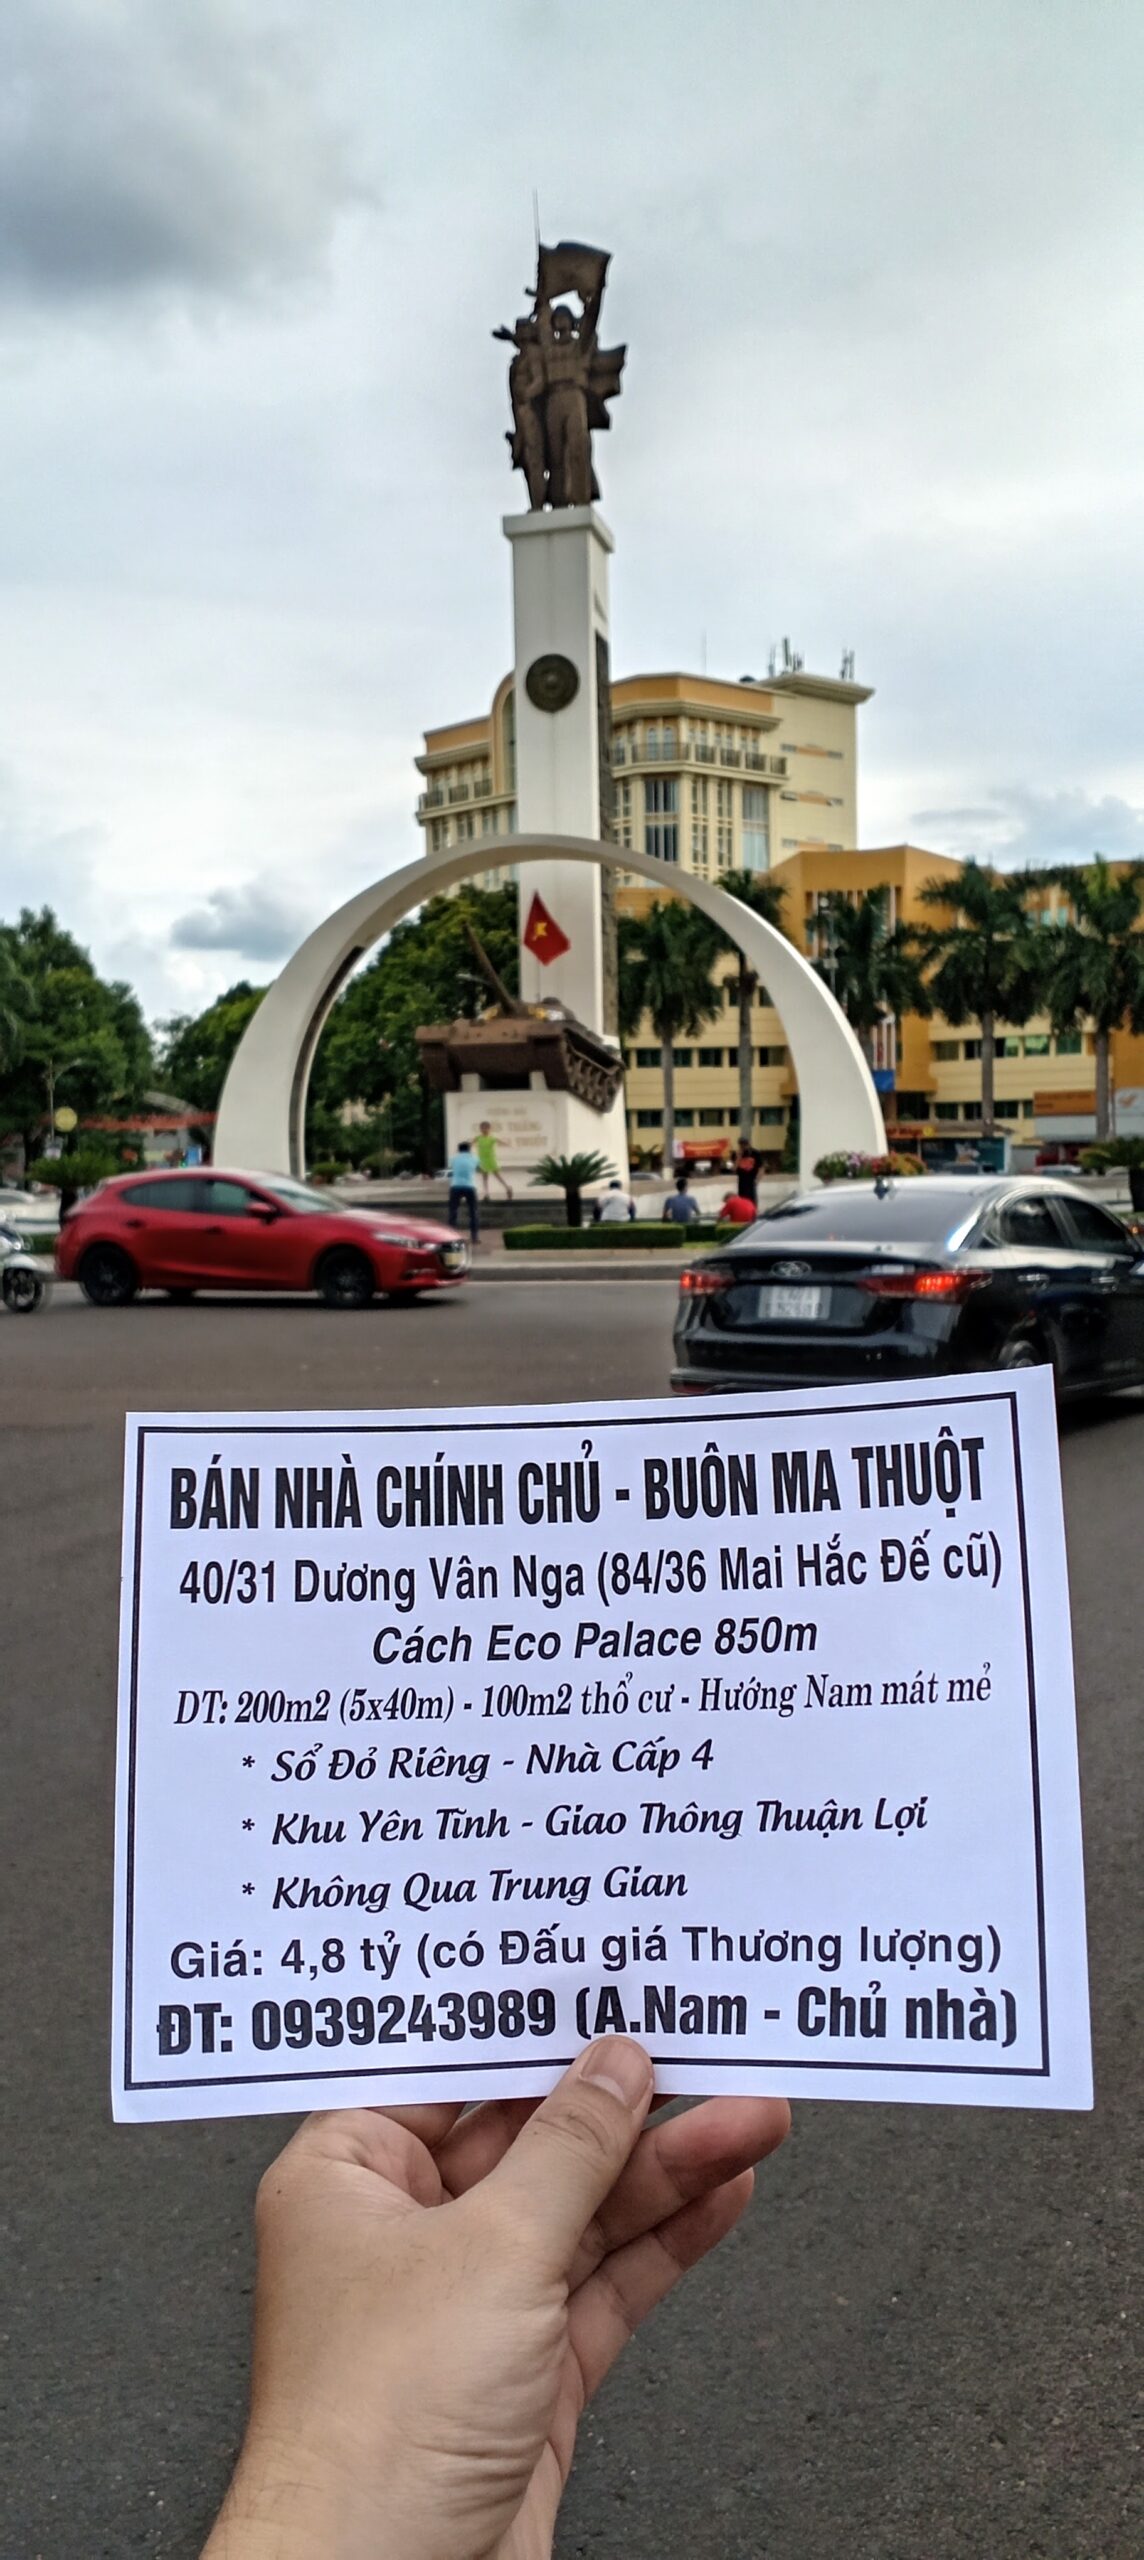 CHIẾN THẮNG
BÁN NHÀ CHÍNH CHỦ - BUÔN MA THUỘT
40/31 Dương Vân Nga (84/36 Mai Hắc Đế cũ)
Cách Eco Palace 850m
DT: 200m2 (5x40m) - 100m2 thổ cư - Hướng Nam mát mẻ
* Sổ Đỏ Riêng - Nhà Cấp 4
* Khu Yên Tĩnh - Giao Thông Thuận Lợi
* Không Qua Trung Gian
Giá: 4,8 tỷ (có Đấu giá Thương lượng)
ĐT: 0939243989 (A.Nam - Chủ nhà)